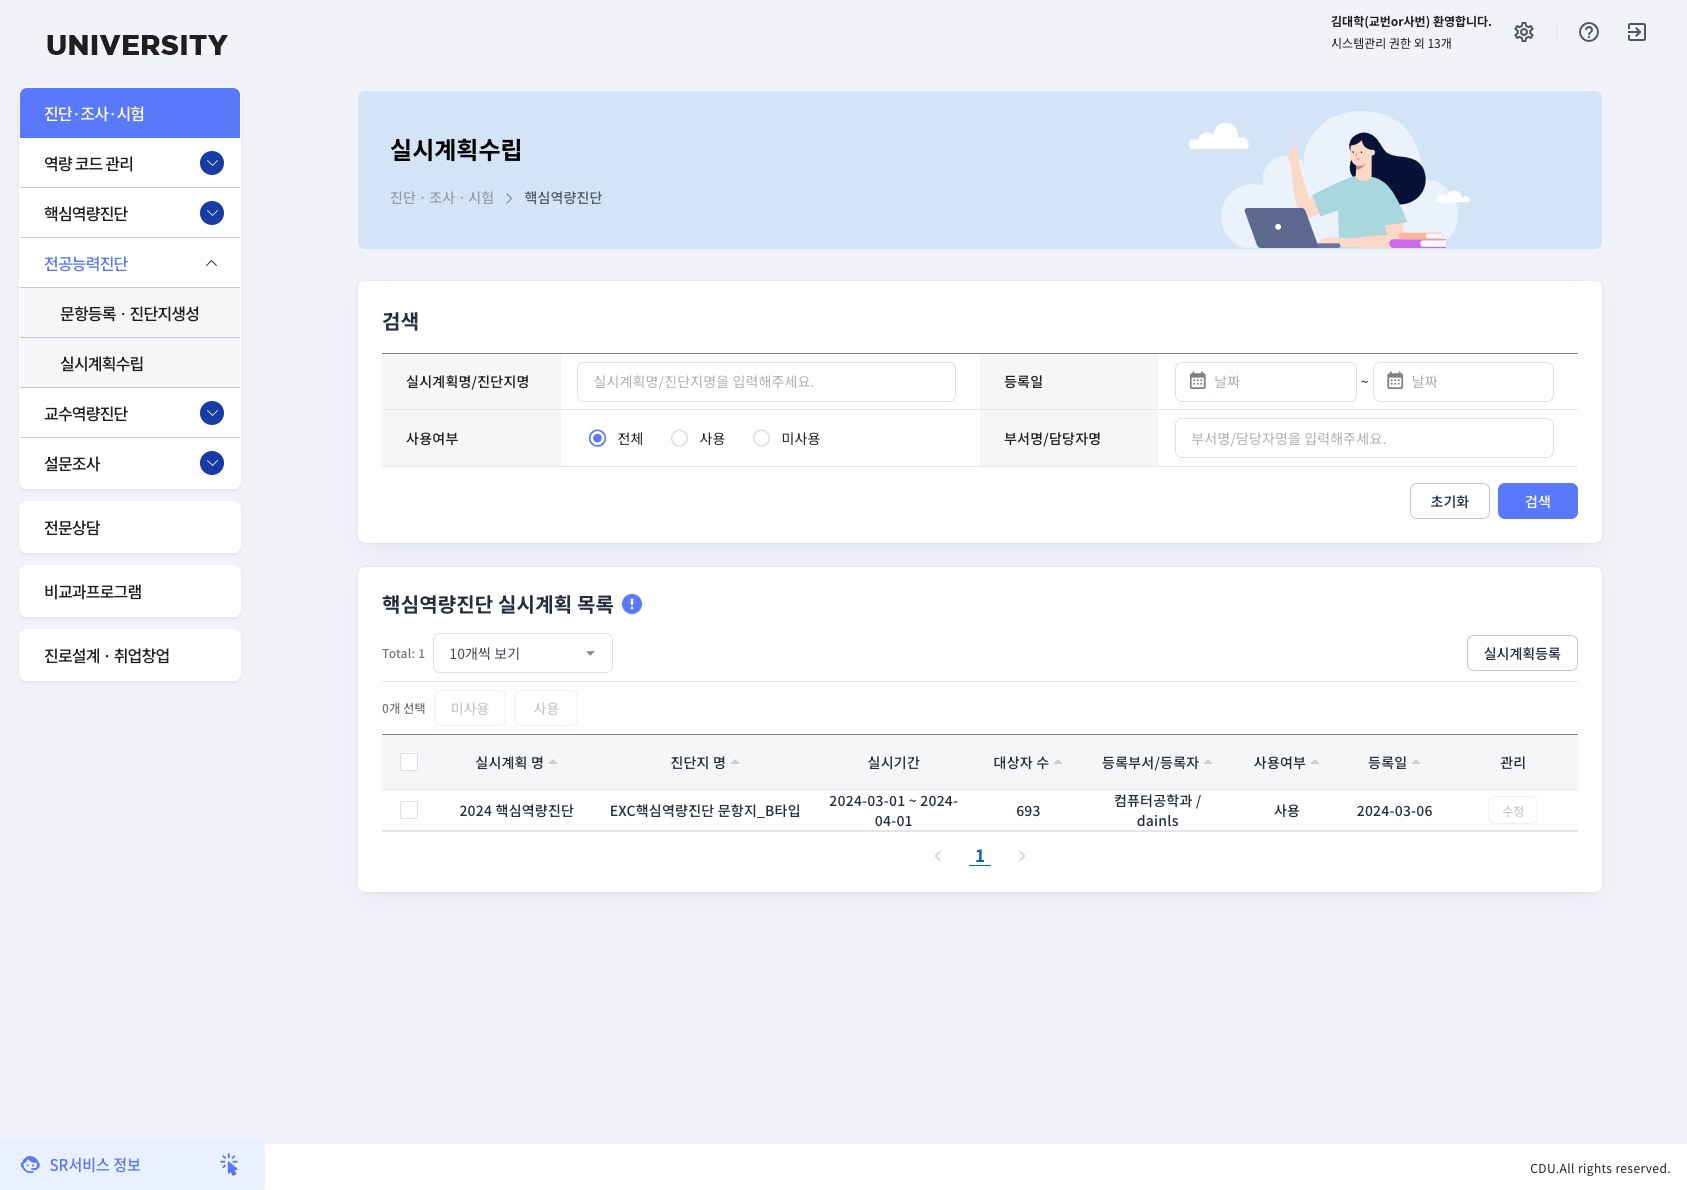 UNIVERSITY
김대학(교번or사번) 환영합니다.
시스템관리 권한 외 13개
진단·조사·시험
역량 코드 관리
핵심역량진단
전공능력진단
문항등록 · 진단지생성
실시계획수립
교수역량진단
설문조사
전문상담
비교과프로그램
진로설계 · 취업창업
실시계획수립
진단 · 조사 · 시험 > 핵심역량진단
검색
실시계획명/진단지명 실시계획명/진단지명을 입력해주세요. 등록일 날짜 ~ 날짜
사용여부 전체 사용 미사용 부서명/담당자명 부서명/담당자명을 입력해주세요.
초기화 검색
핵심역량진단 실시계획 목록 !
Total: 1 10개씩 보기 실시계획등록
0개 선택 미사용 사용
실시계획 명 진단지 명 실시기간 대상자 수 등록부서/등록자 사용여부 등록일 관리
2024 핵심역량진단 EXC핵심역량진단 문항지_B타입 2024-03-01 ~ 2024-04-01 693 컴퓨터공학과 / dainls 사용 2024-03-06 수정
1
SR서비스 정보
CDU.All rights reserved.